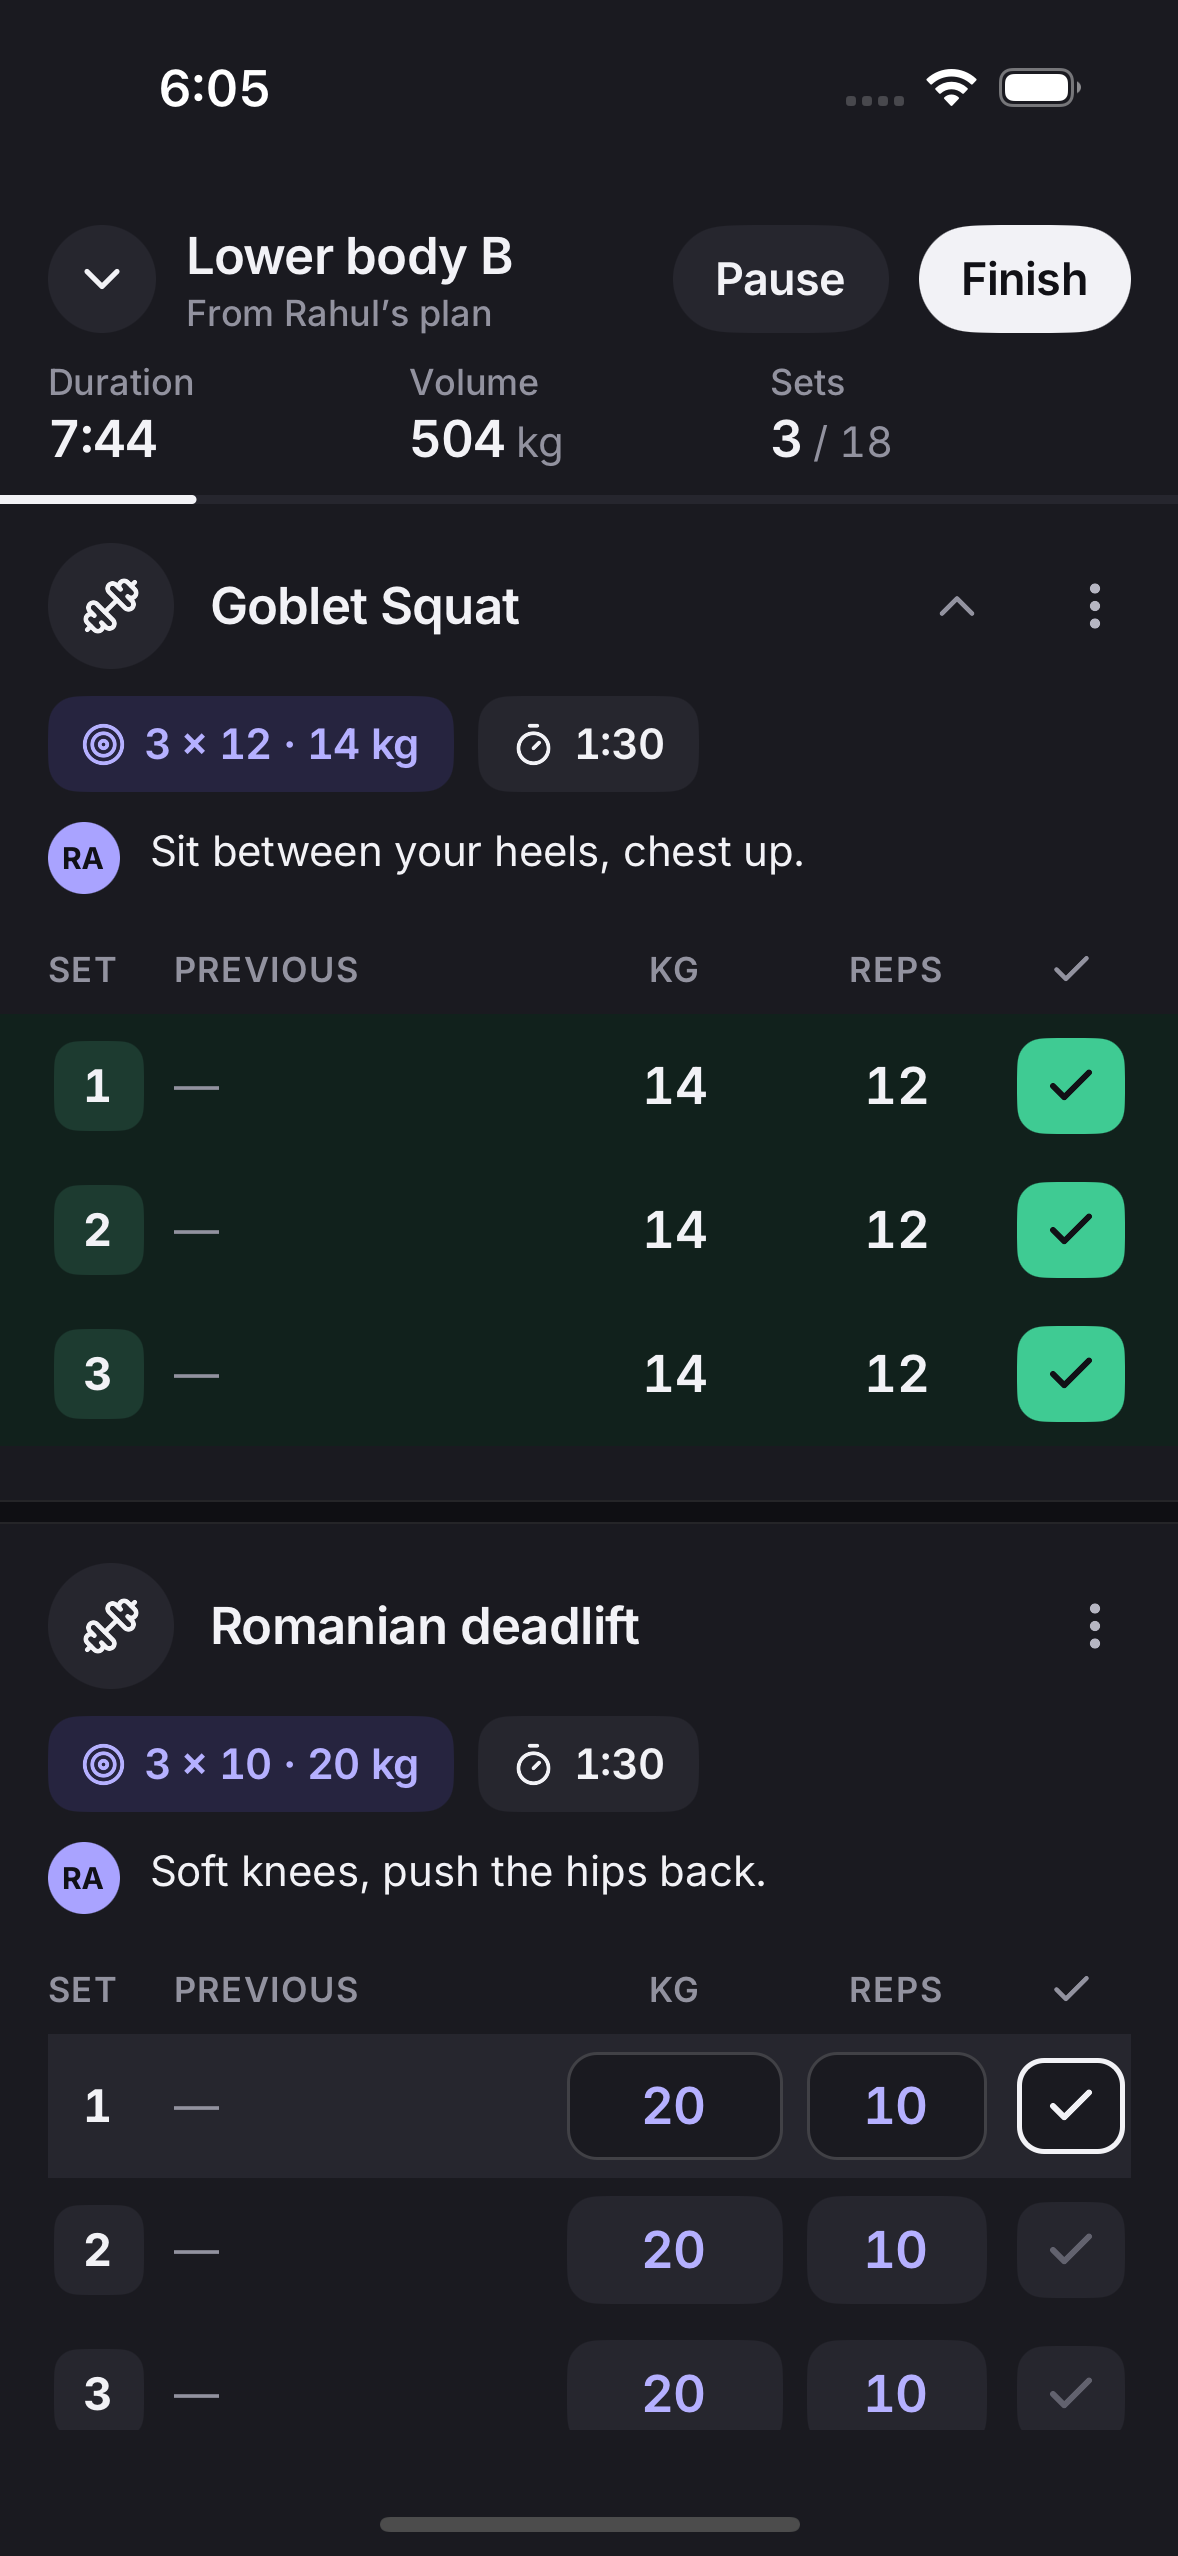 6:05
Lower body B
From Rahul’s plan
Pause
Finish
Duration
7:44
Volume
504 kg
Sets
3 / 18
Goblet Squat
3 × 12 · 14 kg
1:30
RA Sit between your heels, chest up.
SET PREVIOUS KG REPS
1 — 14 12
2 — 14 12
3 — 14 12
Romanian deadlift
3 × 10 · 20 kg
1:30
RA Soft knees, push the hips back.
SET PREVIOUS KG REPS
1 — 20 10
2 — 20 10
3 — 20 10